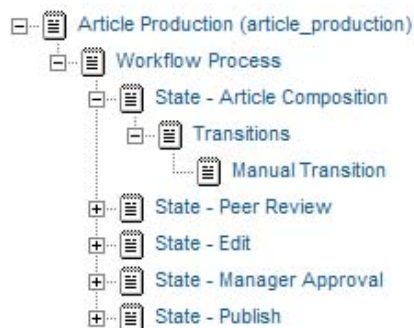 Article Production (article_production)
Workflow Process
State - Article Composition
Transitions
Manual Transition
State - Peer Review
State - Edit
State - Manager Approval
State - Publish